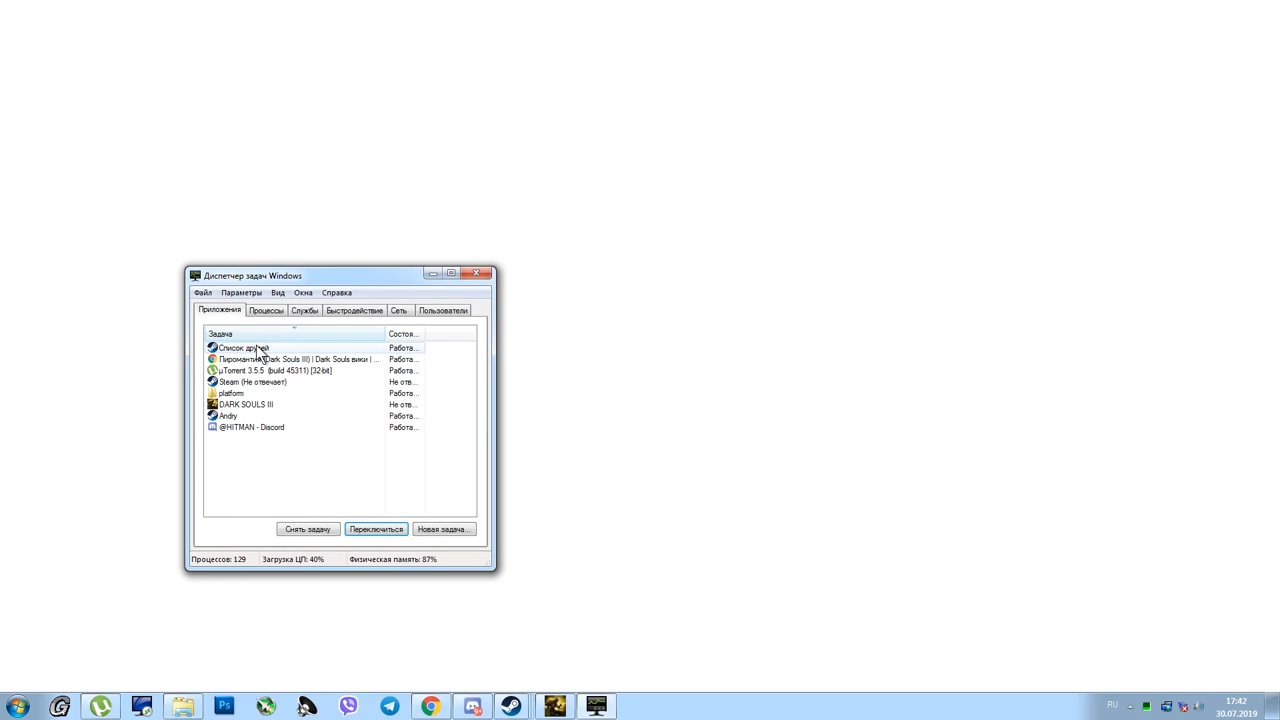 Диспетчер задач Windows
Файл Параметры Вид Окна Справка
Приложения Процессы Службы Быстродействие Сеть Пользователи
Задача Состоя...
Список друзей Работа...
Пиромантия (Dark Souls III) | Dark Souls вики | ... Работа...
µTorrent 3.5.5 (build 45311) [32-bit] Работа...
Steam (Не отвечает) Не отв...
platform Работа...
DARK SOULS III Не отв...
Andry Работа...
@HITMAN - Discord Работа...
Снять задачу Переключиться Новая задача...
Процессов: 129 Загрузка ЦП: 40% Физическая память: 87%
Ps
RU
17:42
30.07.2019